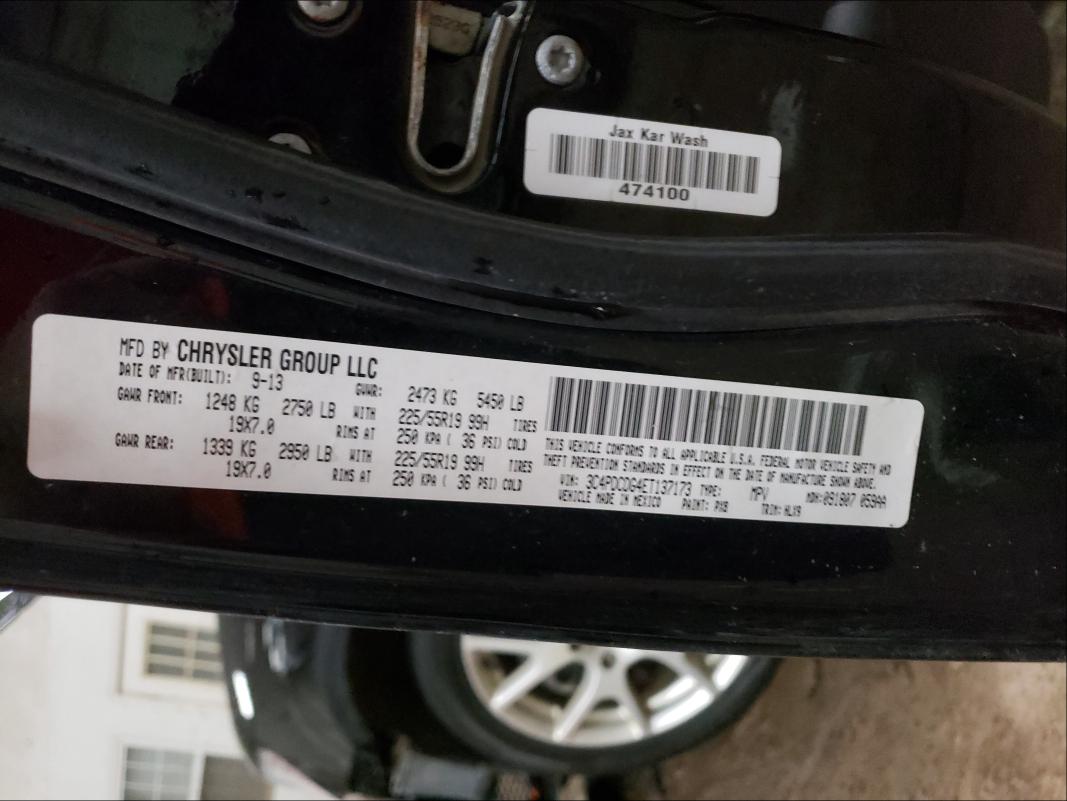 Jax Kar Wash
474100
MFD BY CHRYSLER GROUP LLC
DATE OF MFR(BUILT): 9-13 GVWR: 2473 KG 5450 LB
GAWR FRONT: 1248 KG 2750 LB WITH 225/55R19 99H TIRES
19X7.0 RIMS AT 250 KPA ( 36 PSI) COLD
GAWR REAR: 1339 KG 2950 LB WITH 225/55R19 99H TIRES
19X7.0 RIMS AT 250 KPA ( 36 PSI) COLD
THIS VEHICLE CONFORMS TO ALL APPLICABLE U.S.A. FEDERAL MOTOR VEHICLE SAFETY AND
THEFT PREVENTION STANDARDS IN EFFECT ON THE DATE OF MANUFACTURE SHOWN ABOVE.
VIN: 3C4PDCDG4ET137173 TYPE: MPV MDH: 091807 059AA
VEHICLE MADE IN MEXICO PAINT: PX8 TRIM: HLX9